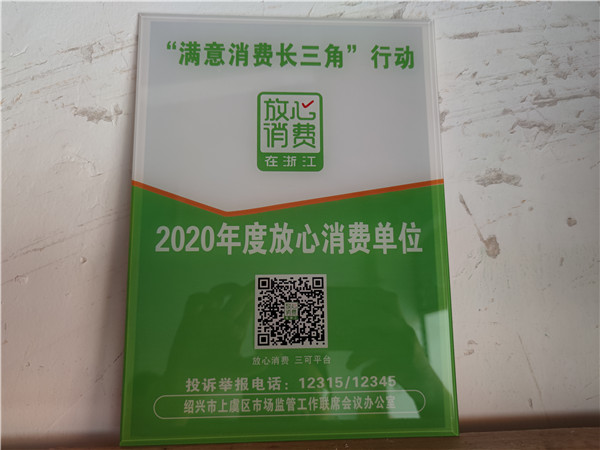 “满意消费长三角”行动
放心
消费
在浙江
2020年度放心消费单位
放心消费 三可平台
投诉举报电话：12315/12345
绍兴市上虞区市场监管工作联席会议办公室